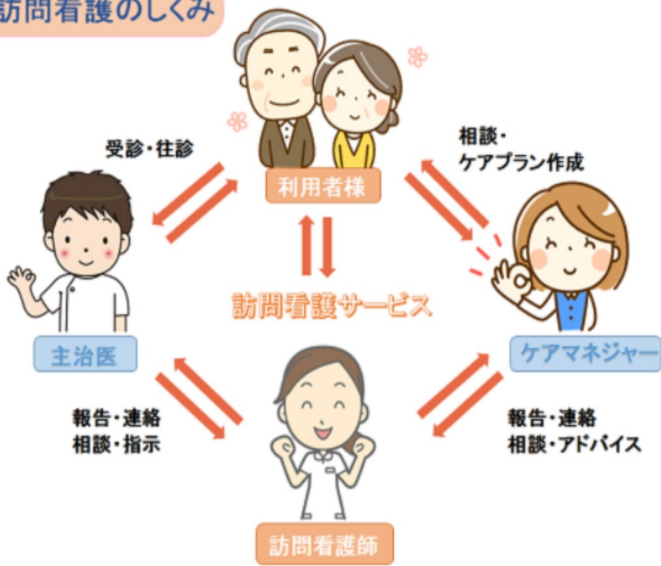 訪問看護のしくみ
受診・往診
相談・
ケアプラン作成
利用者様
訪問看護サービス
主治医
ケアマネジャー
報告・連絡
相談・指示
報告・連絡
相談・アドバイス
訪問看護師